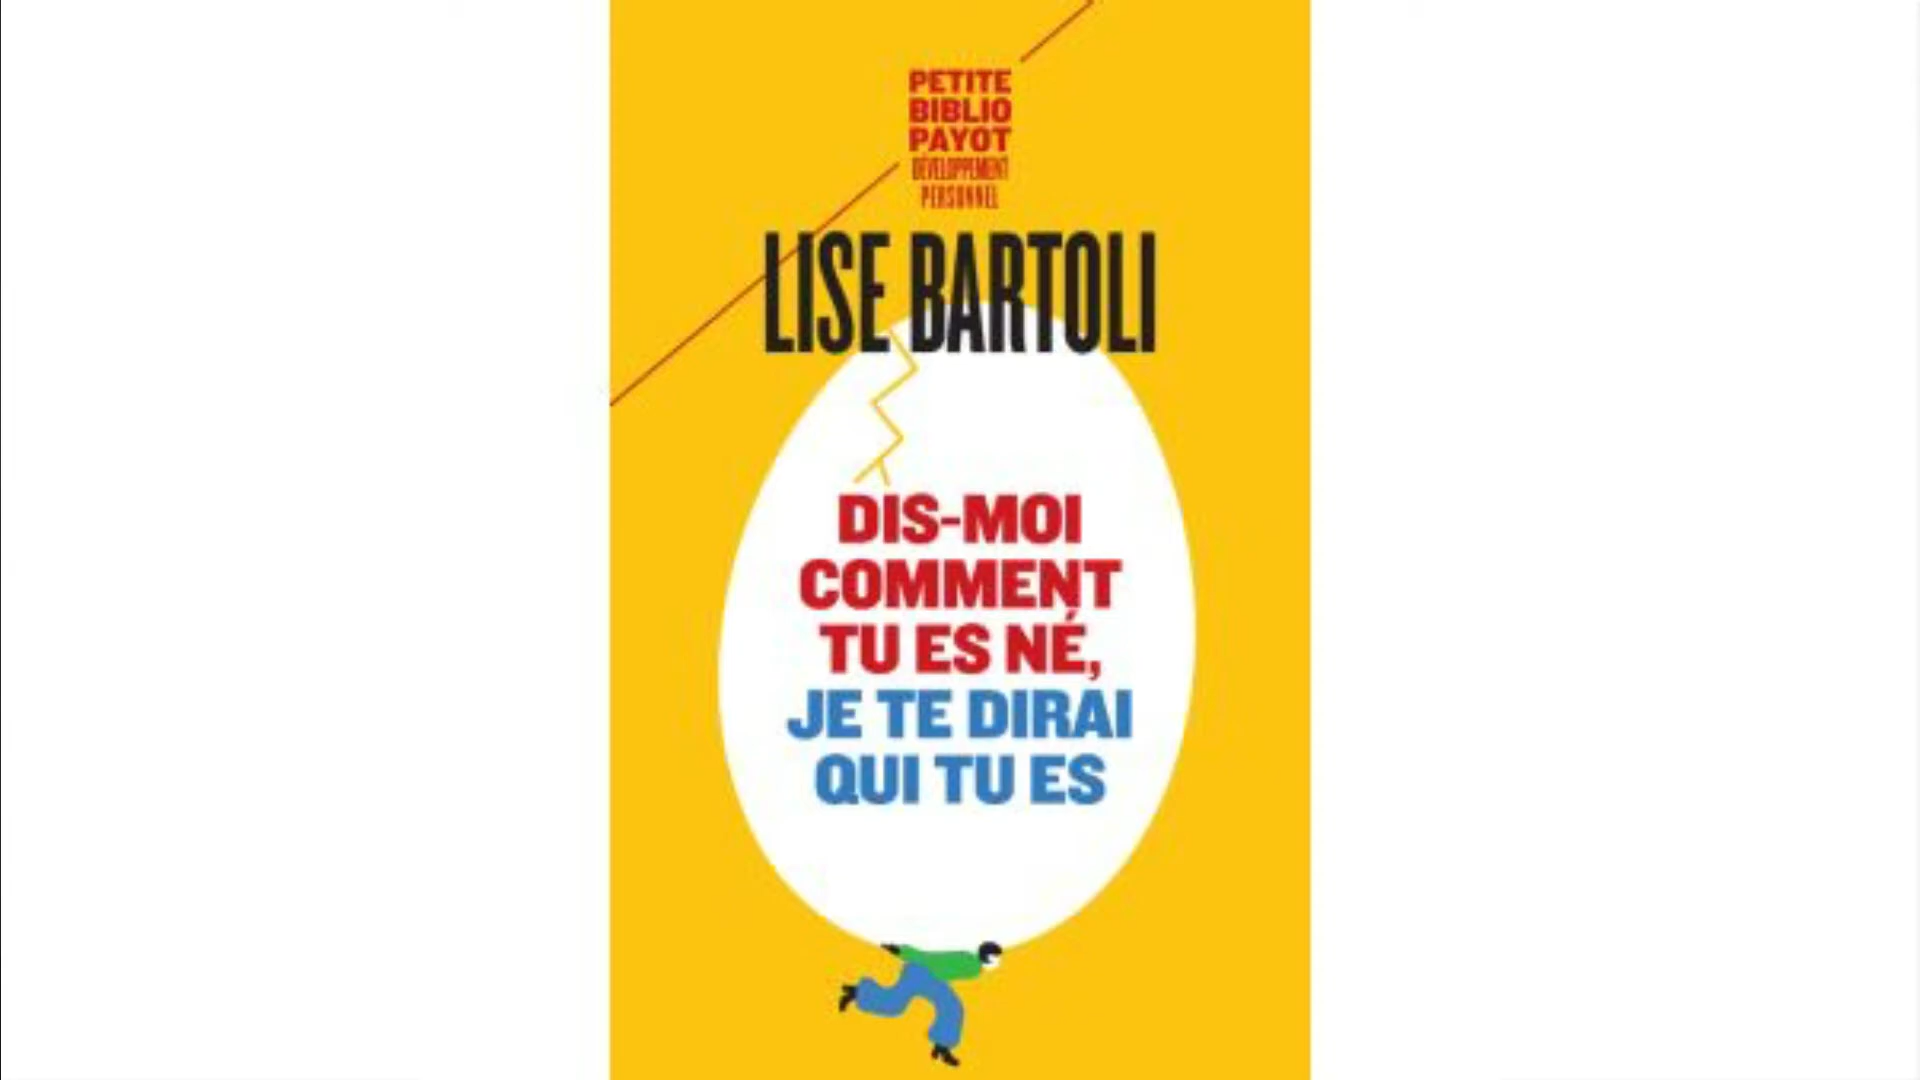 PETITE
BIBLIO
PAYOT
DÉVELOPPEMENT
PERSONNEL
LISE BARTOLI
DIS-MOI
COMMENT
TU ES NÉ,
JE TE DIRAI
QUI TU ES